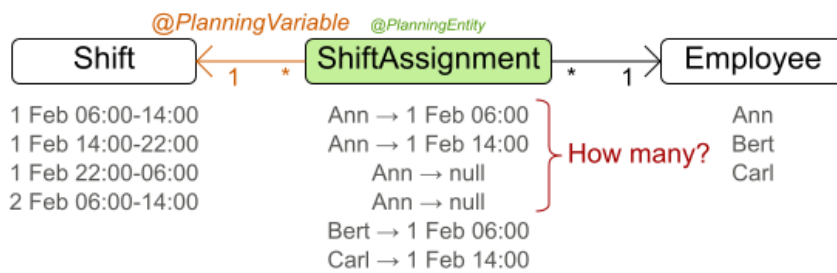 @PlanningVariable @PlanningEntity
Shift 1 * ShiftAssignment * 1 Employee
1 Feb 06:00-14:00 Ann → 1 Feb 06:00 Ann
1 Feb 14:00-22:00 Ann → 1 Feb 14:00 Bert
1 Feb 22:00-06:00 Ann → null How many? Carl
2 Feb 06:00-14:00 Ann → null
Bert → 1 Feb 06:00
Carl → 1 Feb 14:00